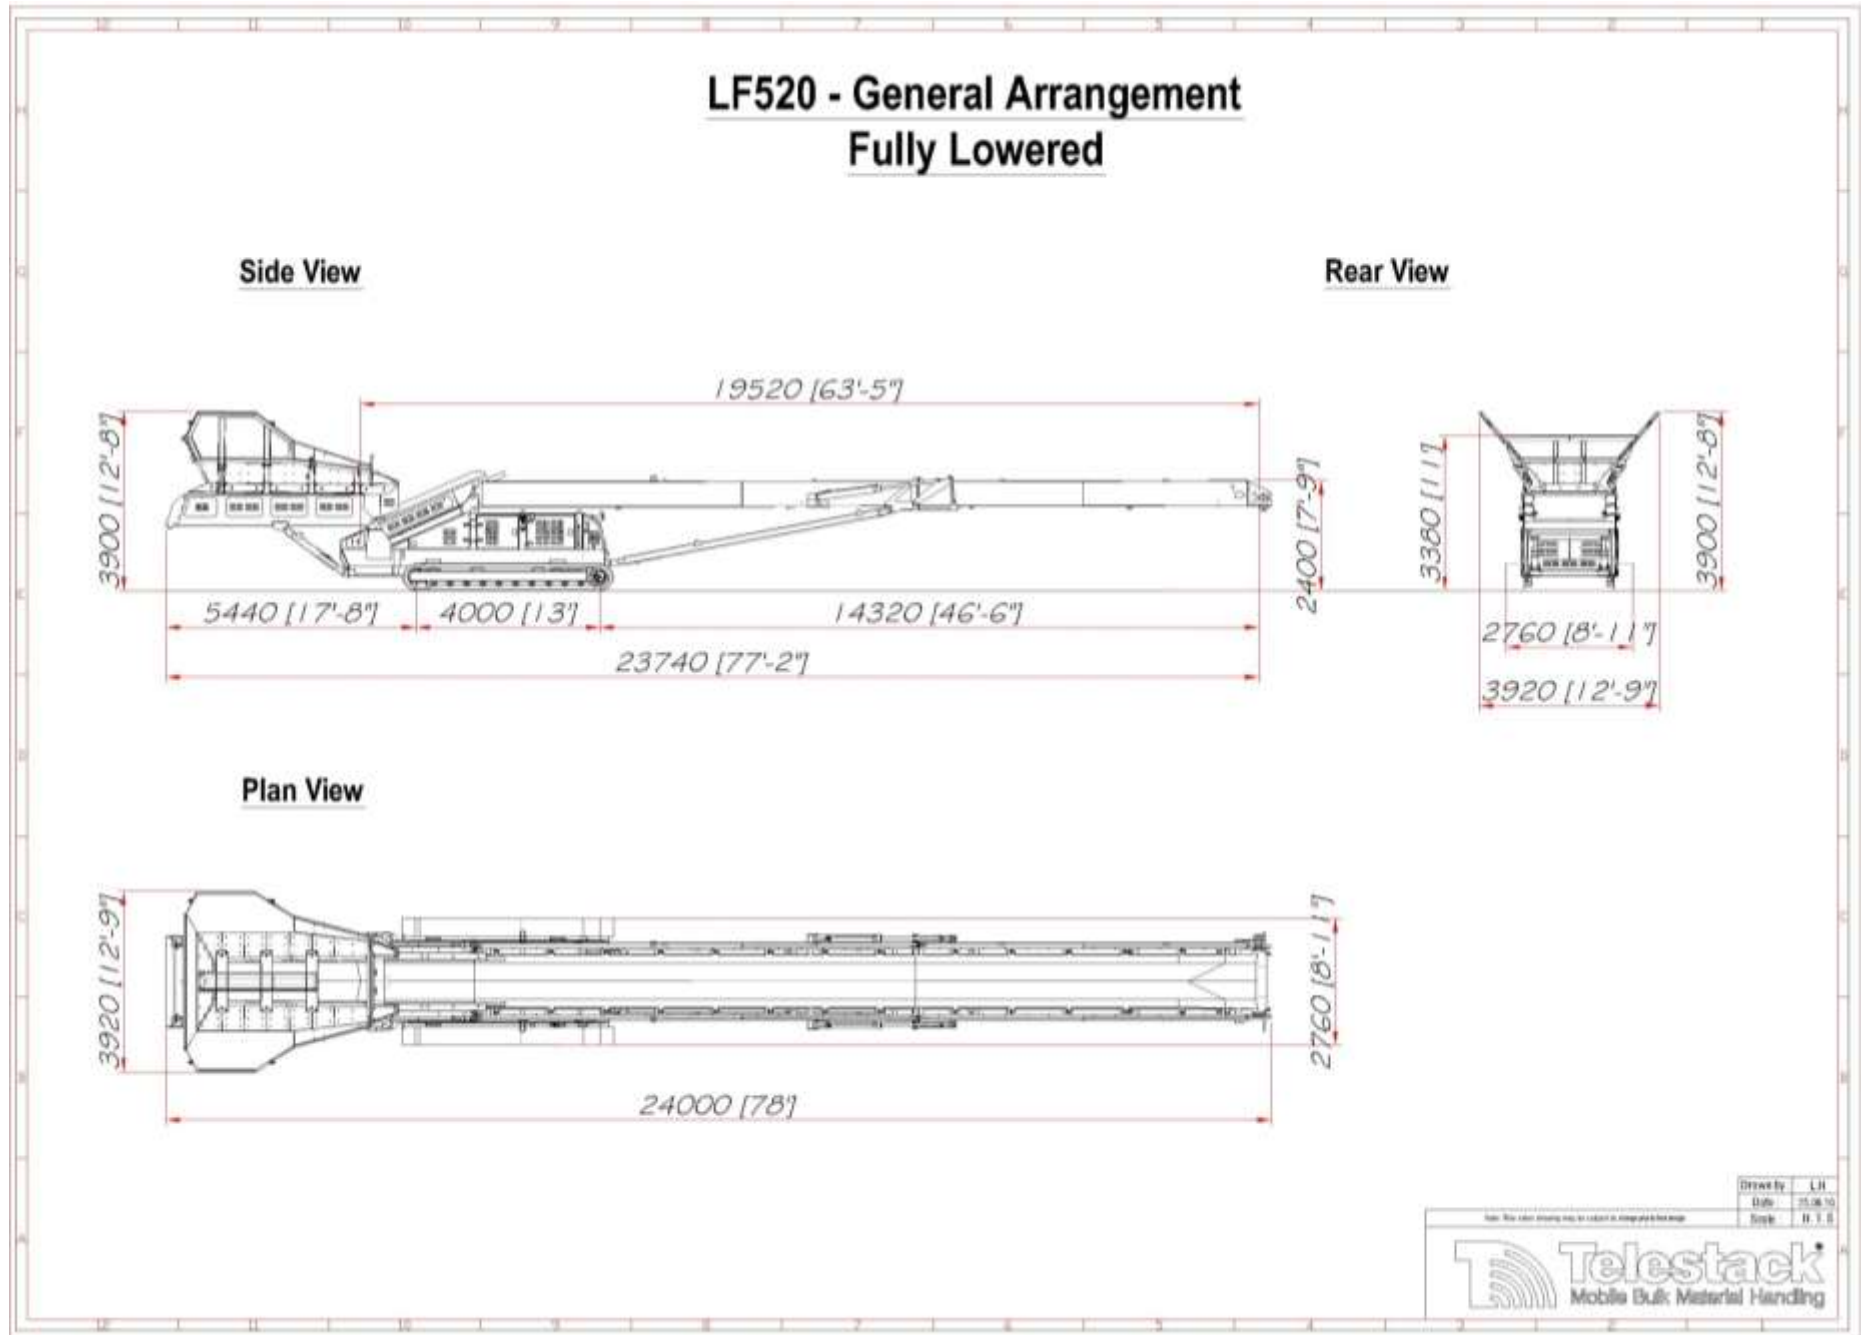 LF520 - General Arrangement
Fully Lowered
Side View
Rear View
19520 [63'-5"]
3900 [12'-8"]
2400 [7'-9"]
3380 [11']
3900 [12'-8"]
5440 [17'-8"]
4000 [13']
14320 [46'-6"]
23740 [77'-2"]
2760 [8'-11"]
3920 [12'-9"]
Plan View
3920 [12'-9"]
2760 [8'-11"]
24000 [78']
Drawn by L.H
Date
Scale N.T.S
Telestack
Mobile Bulk Material Handling